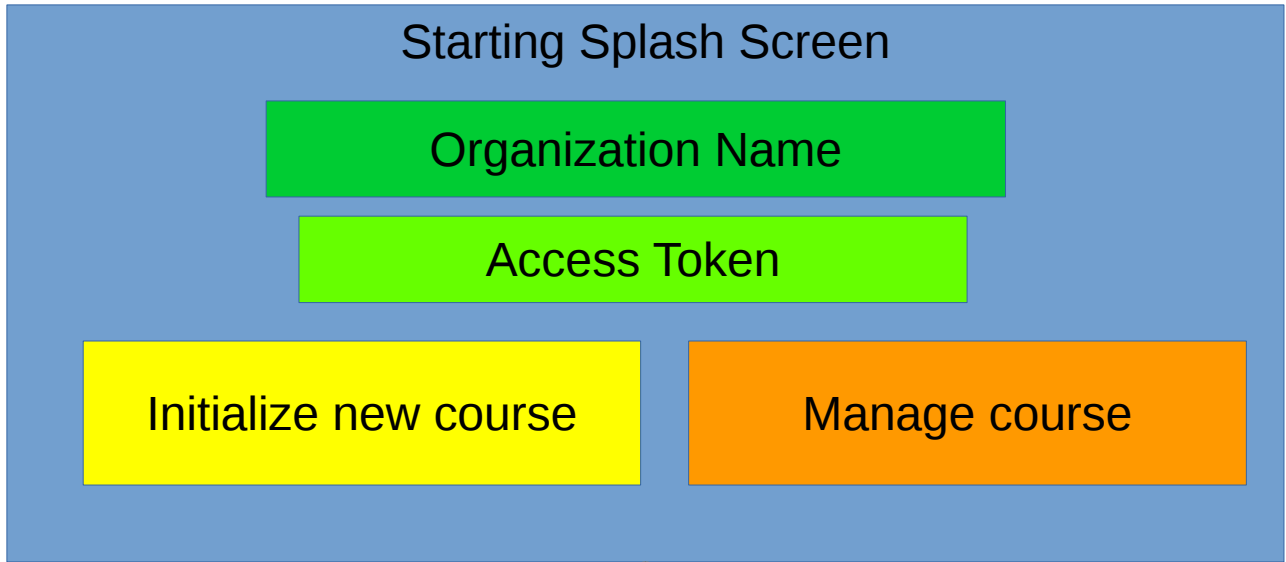 Starting Splash Screen
Organization Name
Access Token
Initialize new course
Manage course